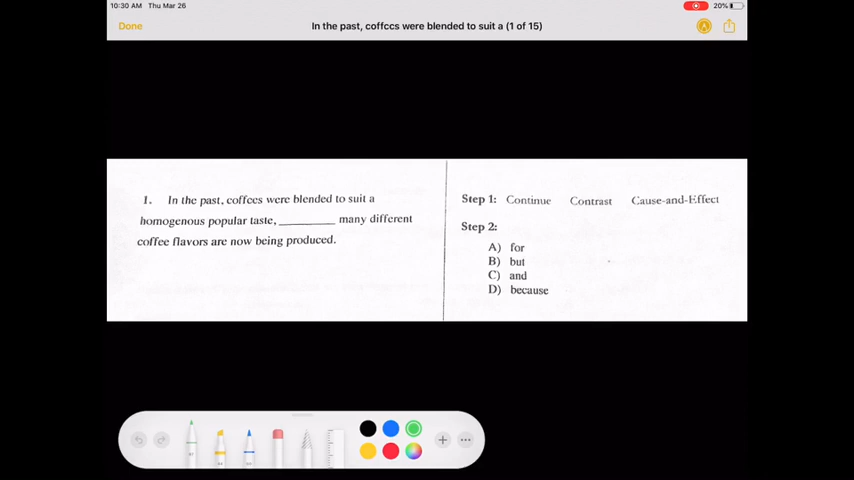 10:30 AM Thu Mar 26
20%
Done
In the past, coffccs were blended to suit a (1 of 15)
1. In the past, coffees were blended to suit a
homogenous popular taste, ________ many different
coffee flavors are now being produced.
Step 1: Continue Contrast Cause-and-Effect
Step 2:
A) for
B) but
C) and
D) because